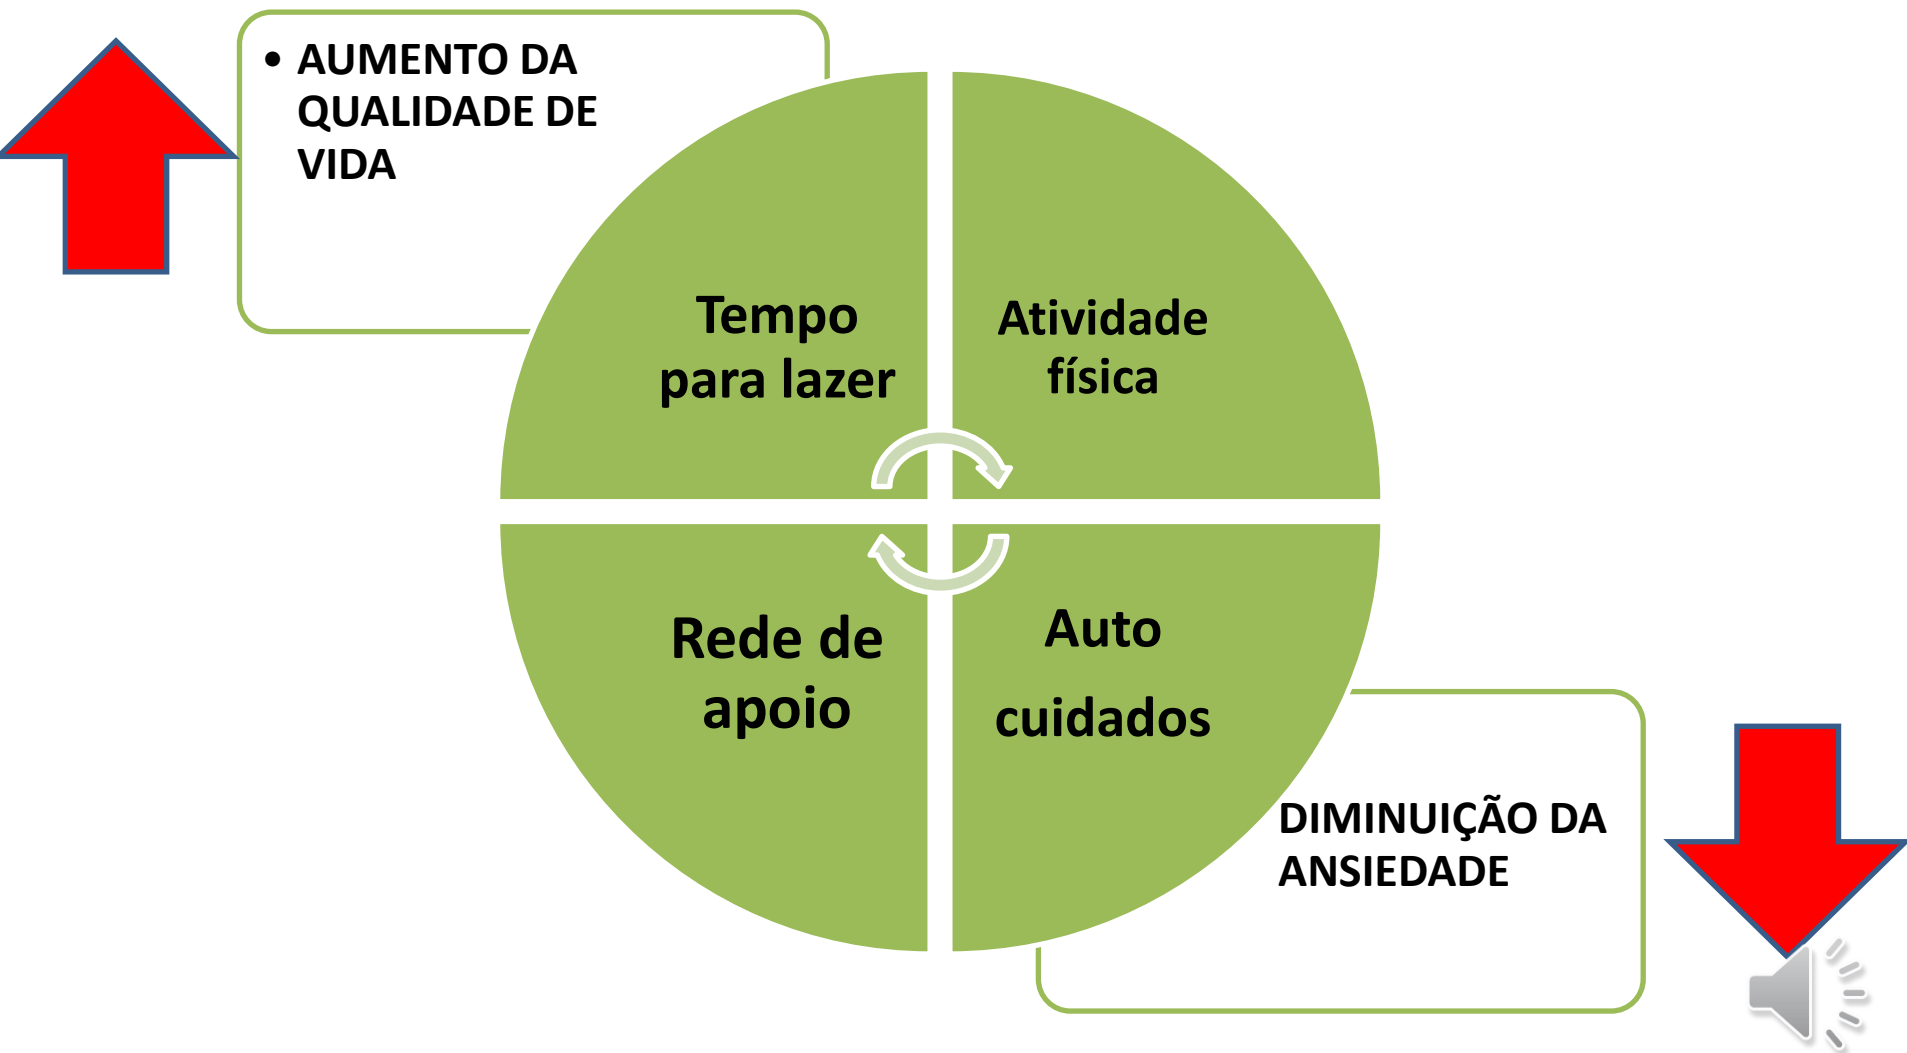 • AUMENTO DA
QUALIDADE DE
VIDA
Tempo
para lazer
Atividade
física
Rede de
apoio
Auto
cuidados
DIMINUIÇÃO DA
ANSIEDADE